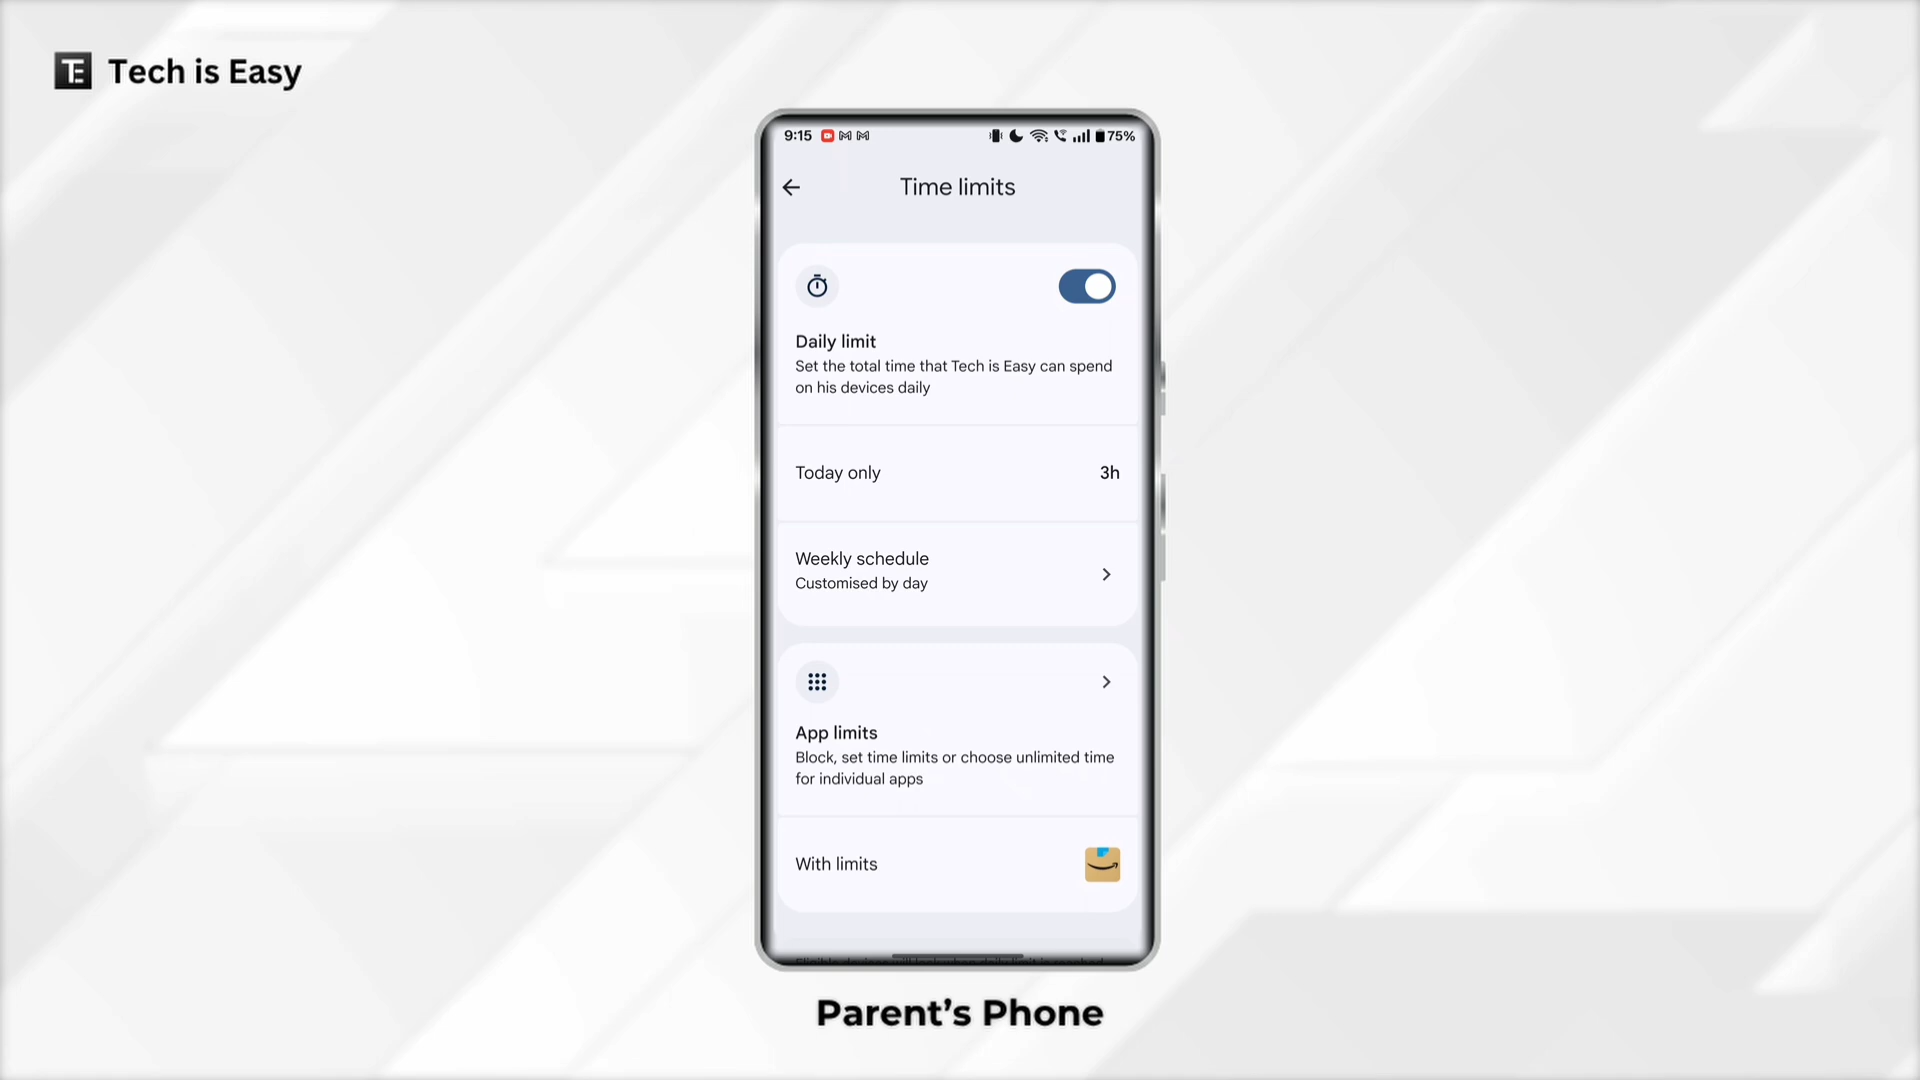 TE Tech is Easy
9:15 75%
Time limits
Daily limit
Set the total time that Tech is Easy can spend
on his devices daily
Today only 3h
Weekly schedule
Customised by day
App limits
Block, set time limits or choose unlimited time
for individual apps
With limits
Parent's Phone